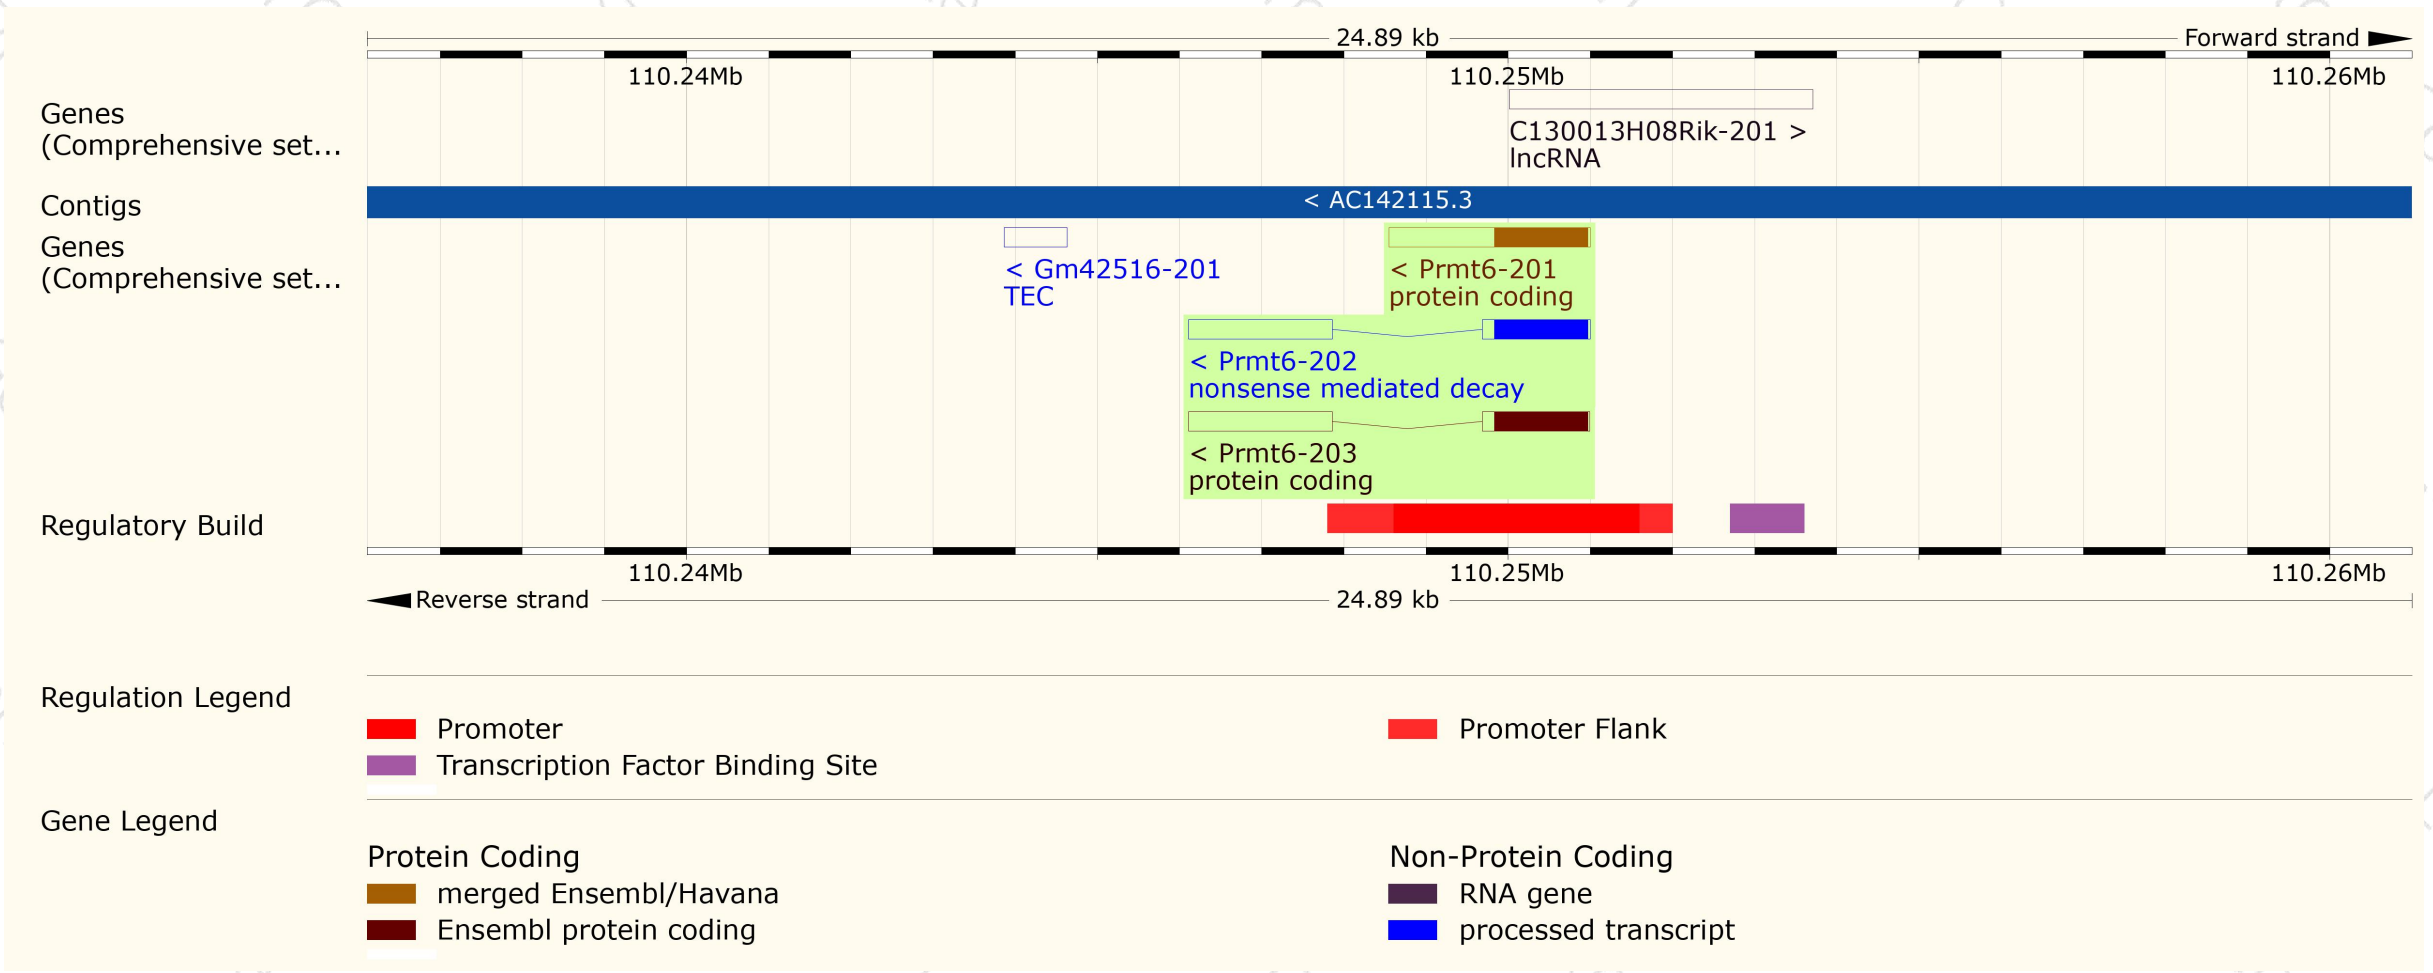 24.89 kb Forward strand
110.24Mb 110.25Mb 110.26Mb
Genes
(Comprehensive set...
C130013H08Rik-201 >
lncRNA
Contigs
< AC142115.3
Genes
(Comprehensive set...
< Gm42516-201
TEC
< Prmt6-201
protein coding
< Prmt6-202
nonsense mediated decay
< Prmt6-203
protein coding
Regulatory Build
110.24Mb 110.25Mb 110.26Mb
Reverse strand 24.89 kb
Regulation Legend
Promoter Promoter Flank
Transcription Factor Binding Site
Gene Legend
Protein Coding Non-Protein Coding
merged Ensembl/Havana RNA gene
Ensembl protein coding processed transcript